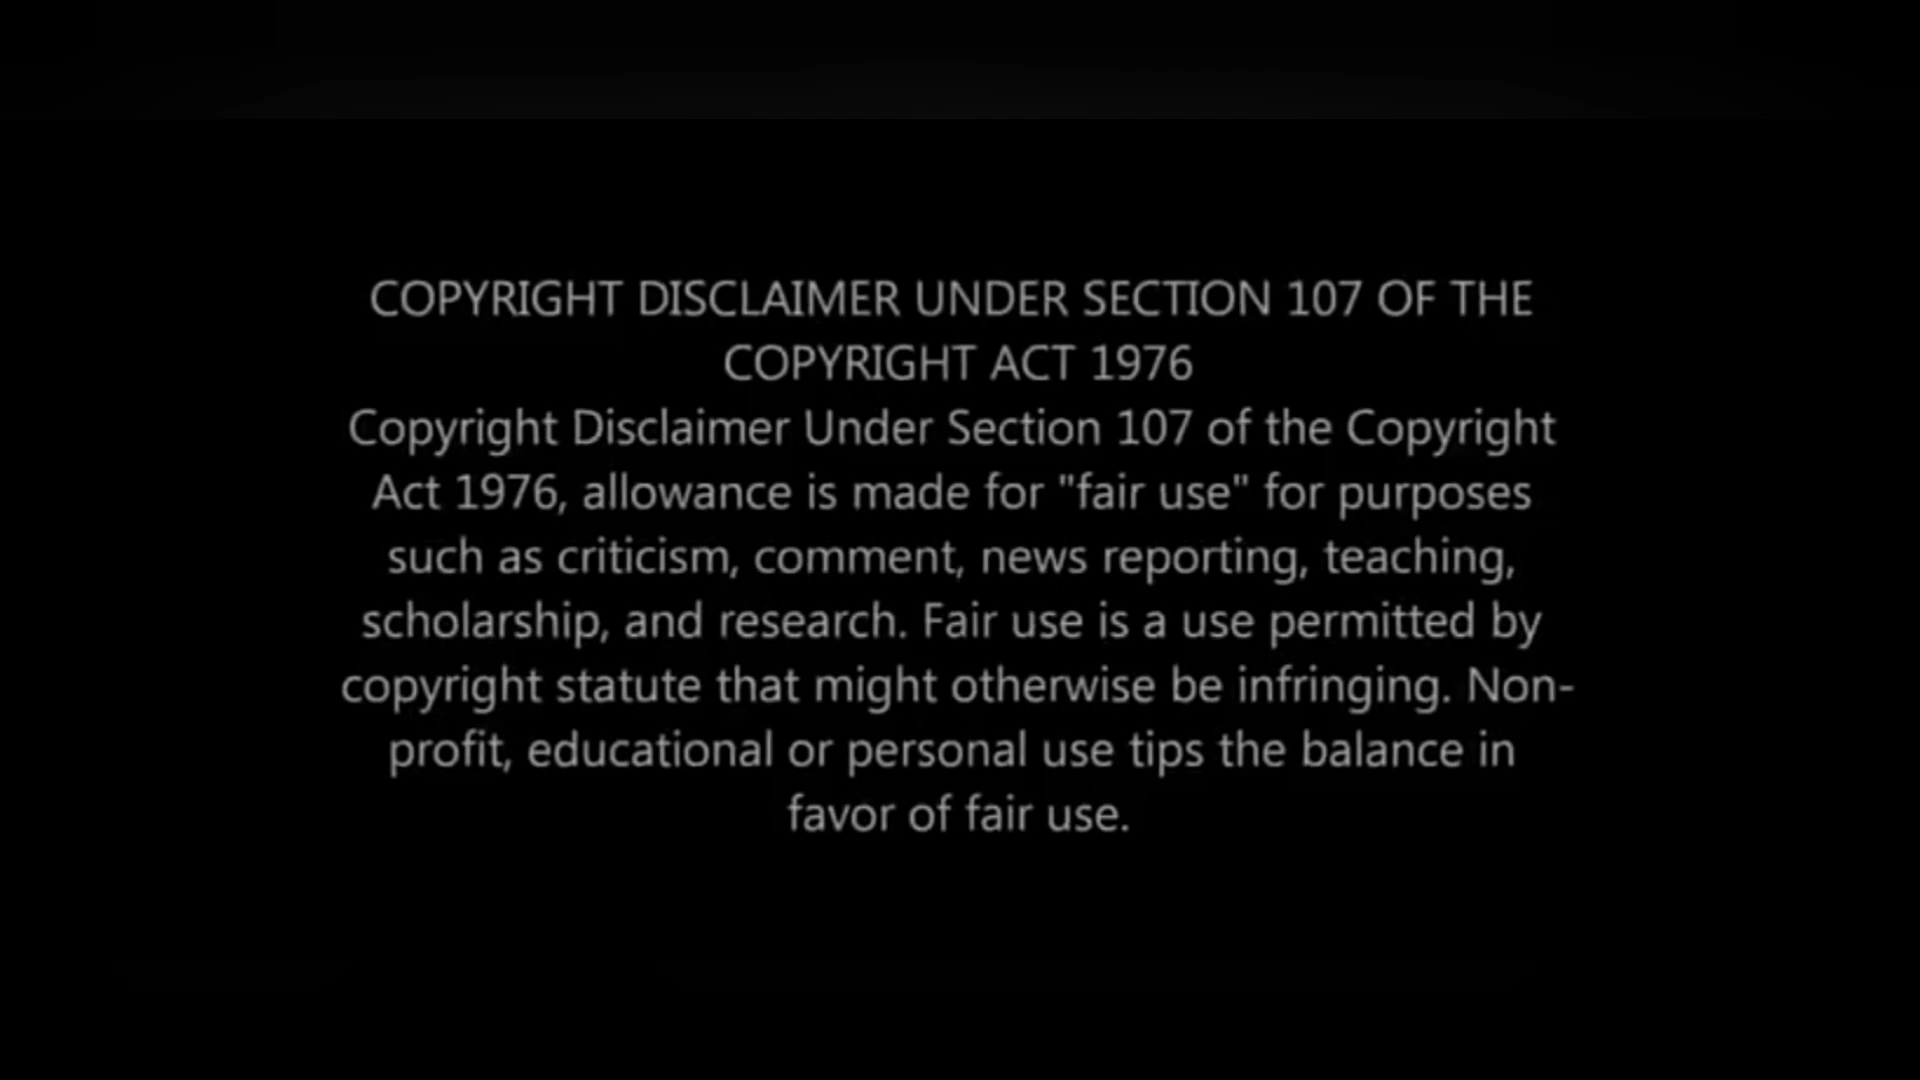 COPYRIGHT DISCLAIMER UNDER SECTION 107 OF THE
COPYRIGHT ACT 1976
Copyright Disclaimer Under Section 107 of the Copyright
Act 1976, allowance is made for "fair use" for purposes
such as criticism, comment, news reporting, teaching,
scholarship, and research. Fair use is a use permitted by
copyright statute that might otherwise be infringing. Non-
profit, educational or personal use tips the balance in
favor of fair use.